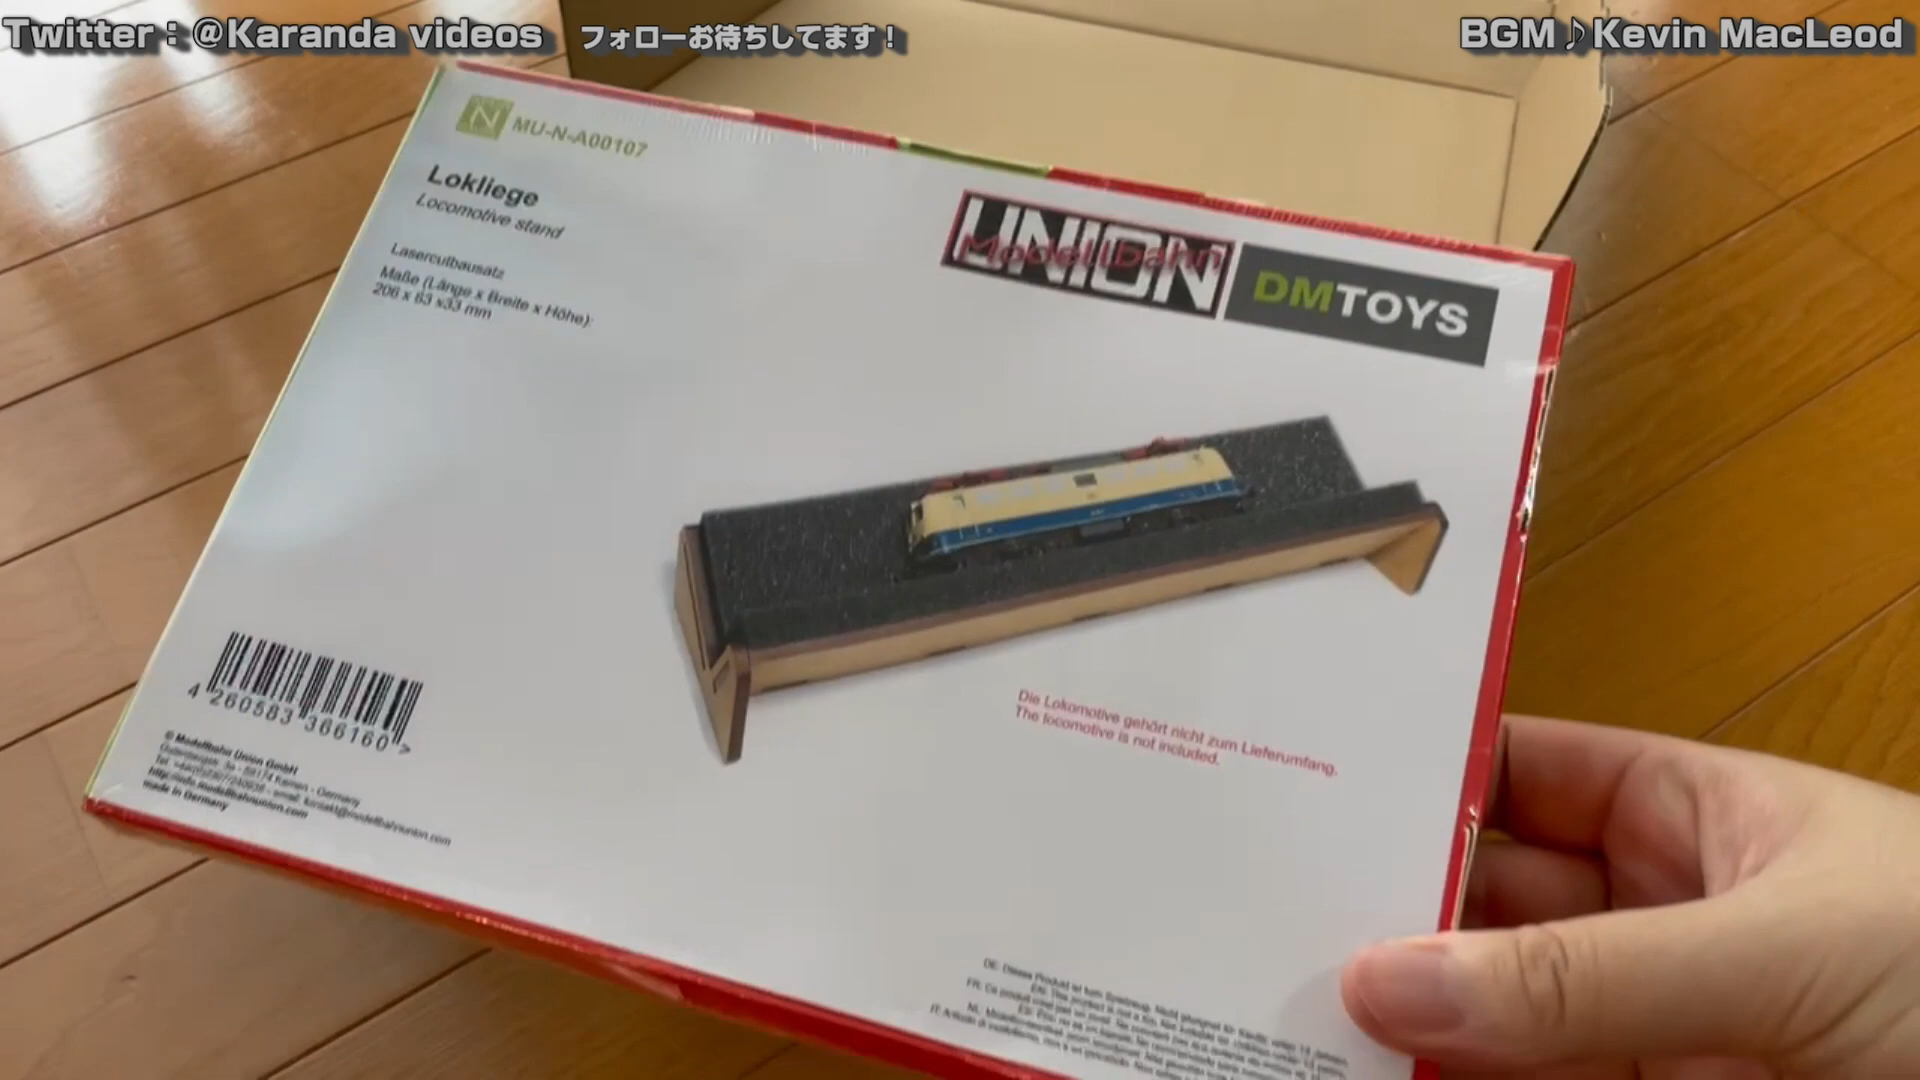 Twitter：@Karanda videos フォローお待ちしてます！
BGM♪Kevin MacLeod
N MU-N-A00107
Lokliege
Locomotive stand
Lasercutbausatz
Maße (Länge x Breite x Höhe):
206 x 63 x33 mm
UNION
Modellbahn
DMTOYS
Die Lokomotive gehört nicht zum Lieferumfang.
The locomotive is not included.
4 260583 366160 >
© Modellbahn Union GmbH
made in Germany